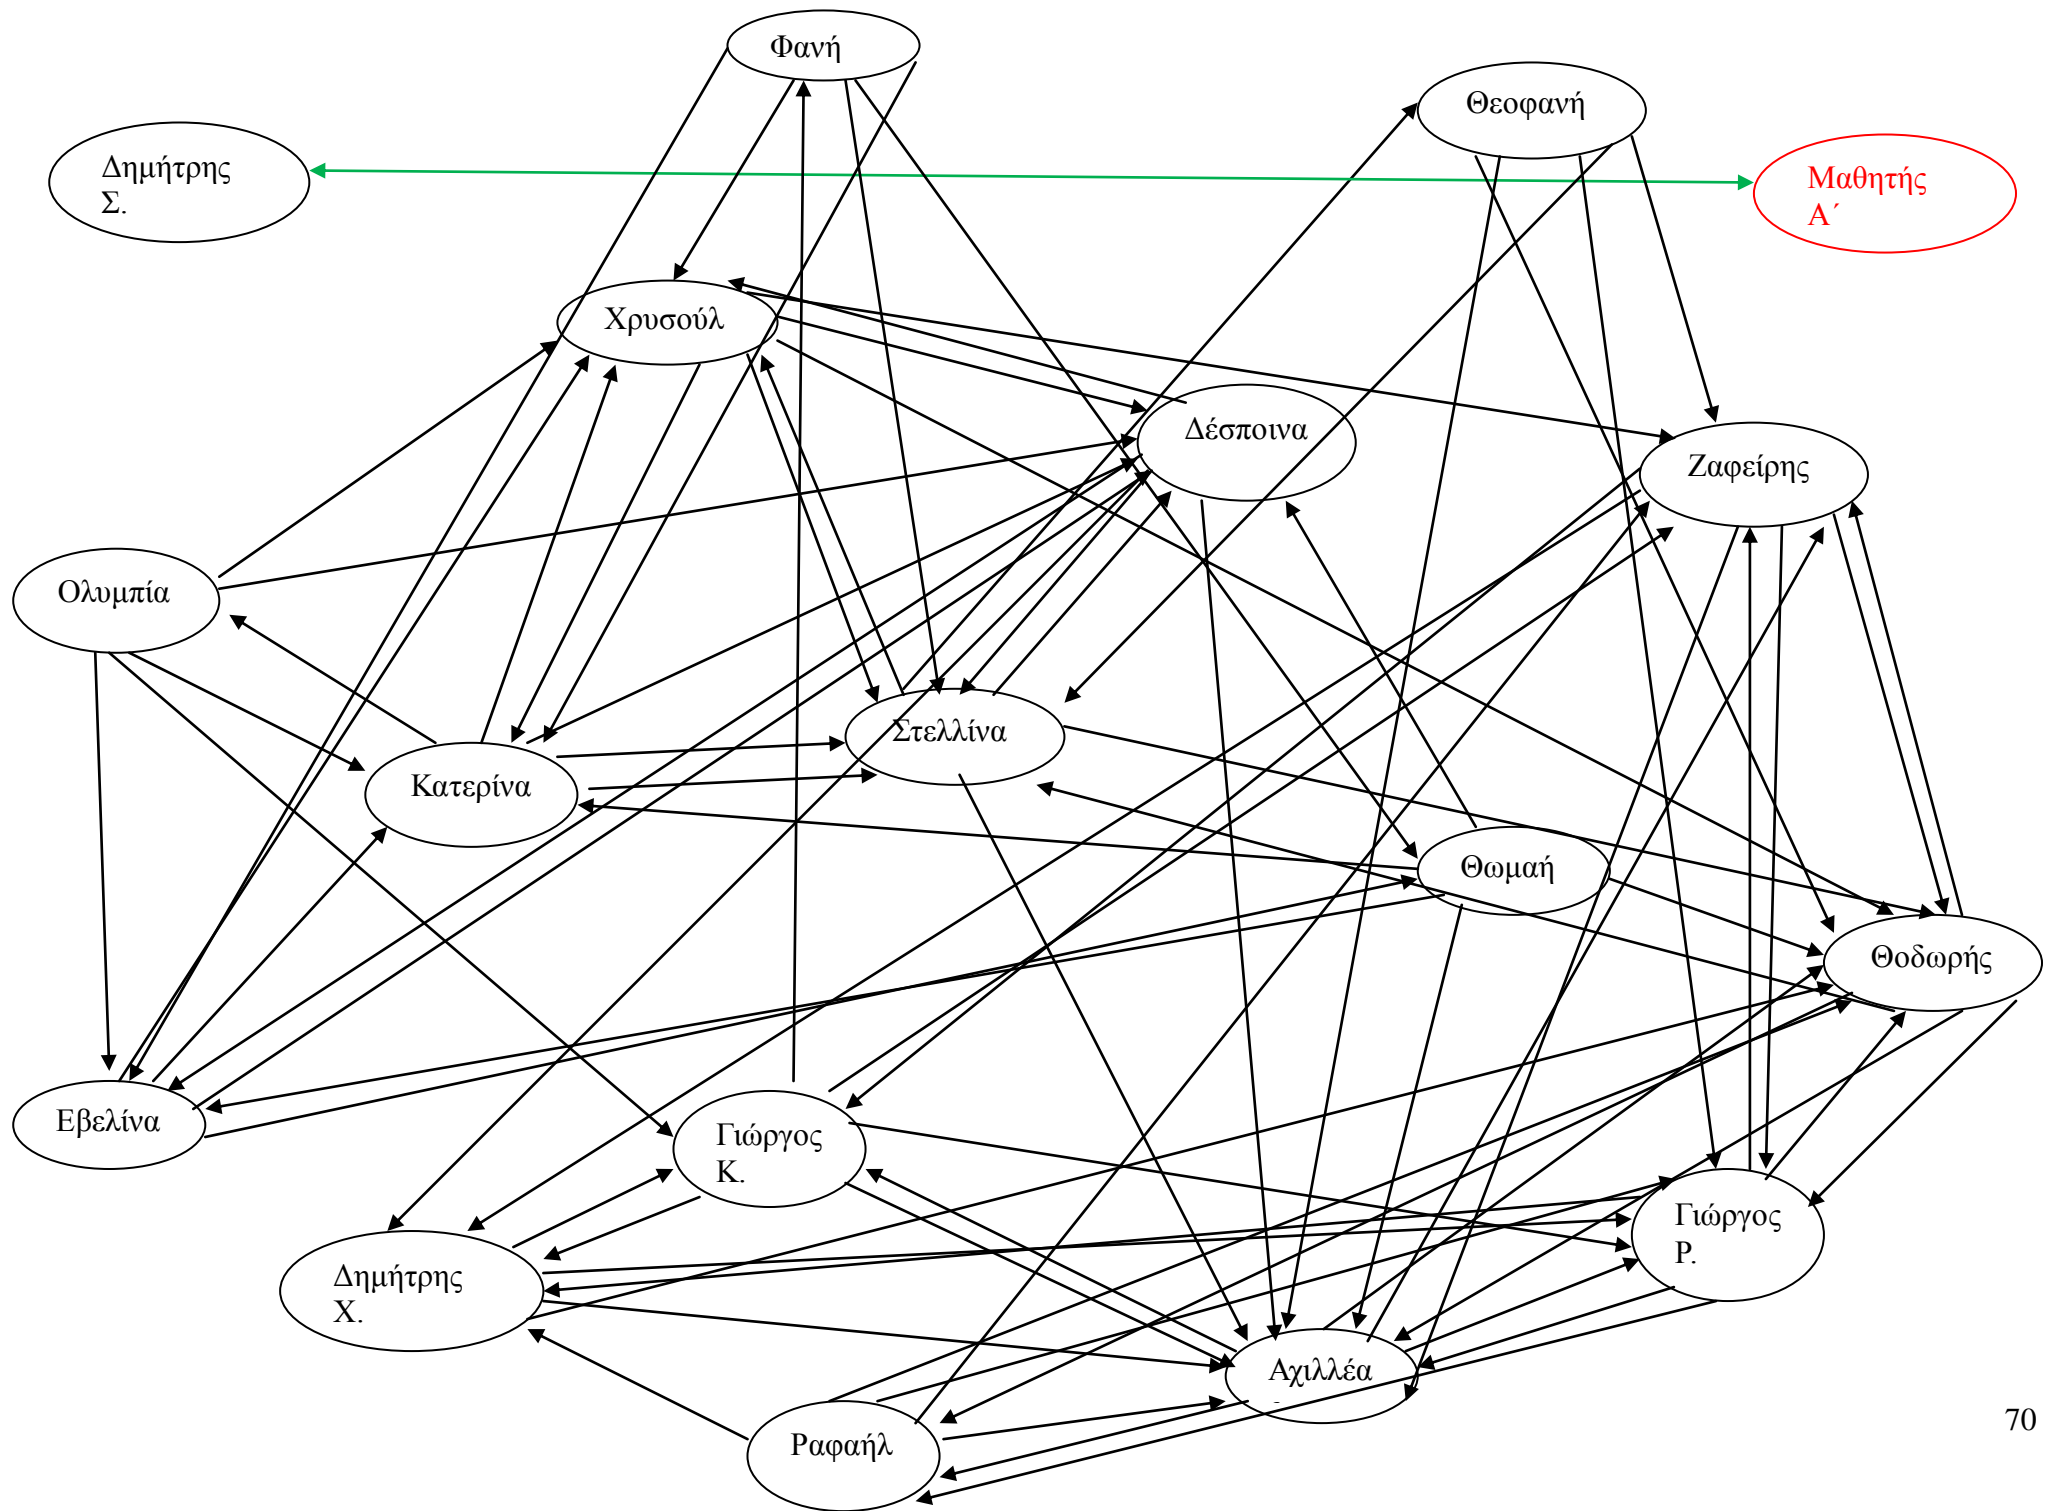 Φανή
Θεοφανή
Δημήτρης
Σ.
Μαθητής
Α΄
Χρυσούλ
Δέσποινα
Ζαφείρης
Ολυμπία
Στελλίνα
Κατερίνα
Θωμαή
Θοδωρής
Εβελίνα
Γιώργος
Κ.
Γιώργος
Ρ.
Δημήτρης
Χ.
Αχιλλέα
Ραφαήλ
70